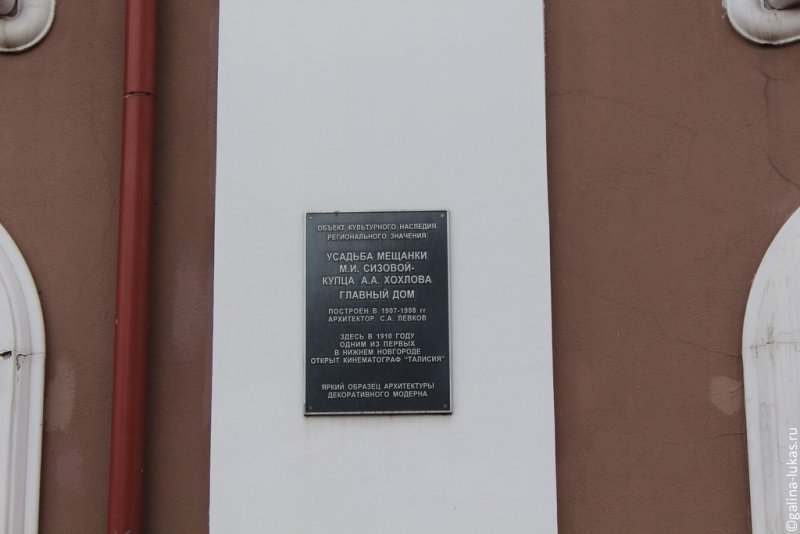 ОБЪЕКТ КУЛЬТУРНОГО НАСЛЕДИЯ
РЕГИОНАЛЬНОГО ЗНАЧЕНИЯ
УСАДЬБА МЕЩАНКИ
М.И. СИЗОВОЙ-
КУПЦА А.А. ХОХЛОВА
ГЛАВНЫЙ ДОМ
ПОСТРОЕН В 1907-1908 гг
АРХИТЕКТОР С.А. ЛЕВКОВ
ЗДЕСЬ В 1910 ГОДУ
ОДНИМ ИЗ ПЕРВЫХ
В НИЖНЕМ НОВГОРОДЕ
ОТКРЫТ КИНЕМАТОГРАФ "ТАЛИСИЯ"
ЯРКИЙ ОБРАЗЕЦ АРХИТЕКТУРЫ
ДЕКОРАТИВНОГО МОДЕРНА
©galina-lukas.ru